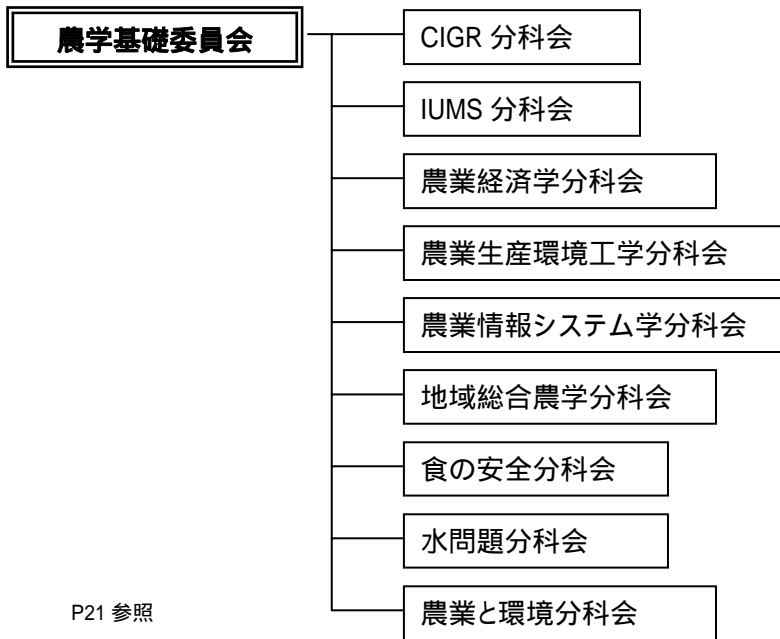 農学基礎委員会
CIGR 分科会
IUMS 分科会
農業経済学分科会
農業生産環境工学分科会
農業情報システム学分科会
地域総合農学分科会
食の安全分科会
水問題分科会
農業と環境分科会
P21 参照